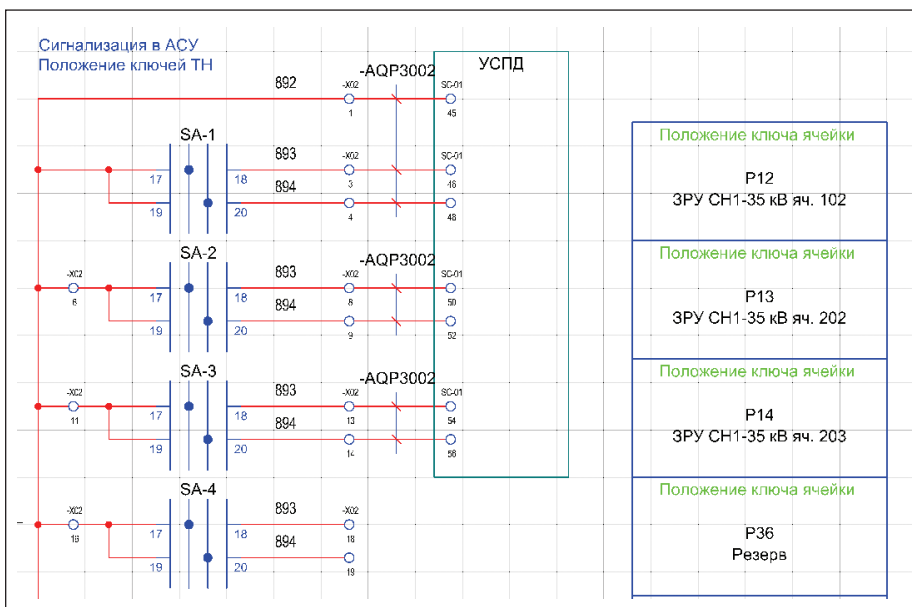 Сигнализация в АСУ
Положение ключей ТН
892
-X02
1
-AQP3002
SC-01
45
УСПД
SA-1
17
18
19
20
893
894
-X02
3
4
SC-01
46
48
Положение ключа ячейки
P12
ЗРУ СН1-35 кВ яч. 102
-X02
6
SA-2
17
18
19
20
893
894
-X02
8
9
-AQP3002
SC-01
50
52
Положение ключа ячейки
P13
ЗРУ СН1-35 кВ яч. 202
-X02
11
SA-3
17
18
19
20
893
894
-X02
13
14
-AQP3002
SC-01
54
56
Положение ключа ячейки
P14
ЗРУ СН1-35 кВ яч. 203
-X02
16
SA-4
17
18
19
20
893
894
-X02
18
19
Положение ключа ячейки
P36
Резерв